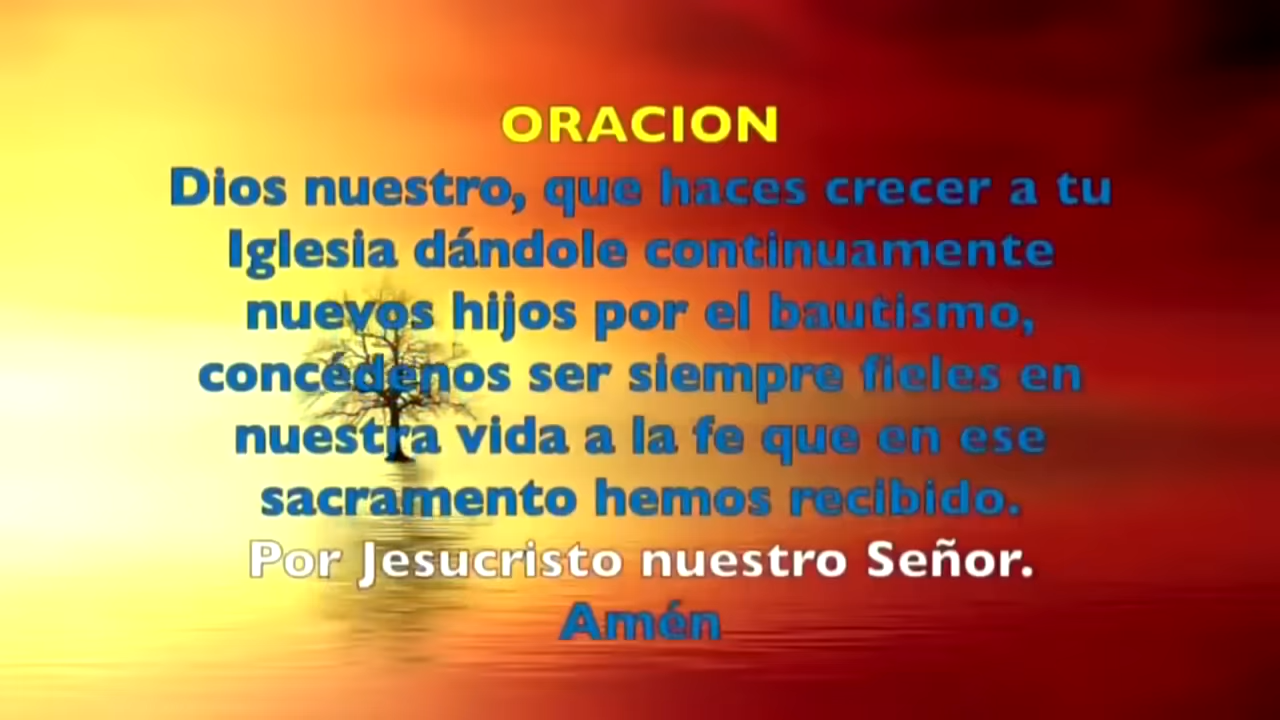 ORACION
Dios nuestro, que haces crecer a tu
Iglesia dándole continuamente
nuevos hijos por el bautismo,
concédenos ser siempre fieles en
nuestra vida a la fe que en ese
sacramento hemos recibido.
Por Jesucristo nuestro Señor.
Amén